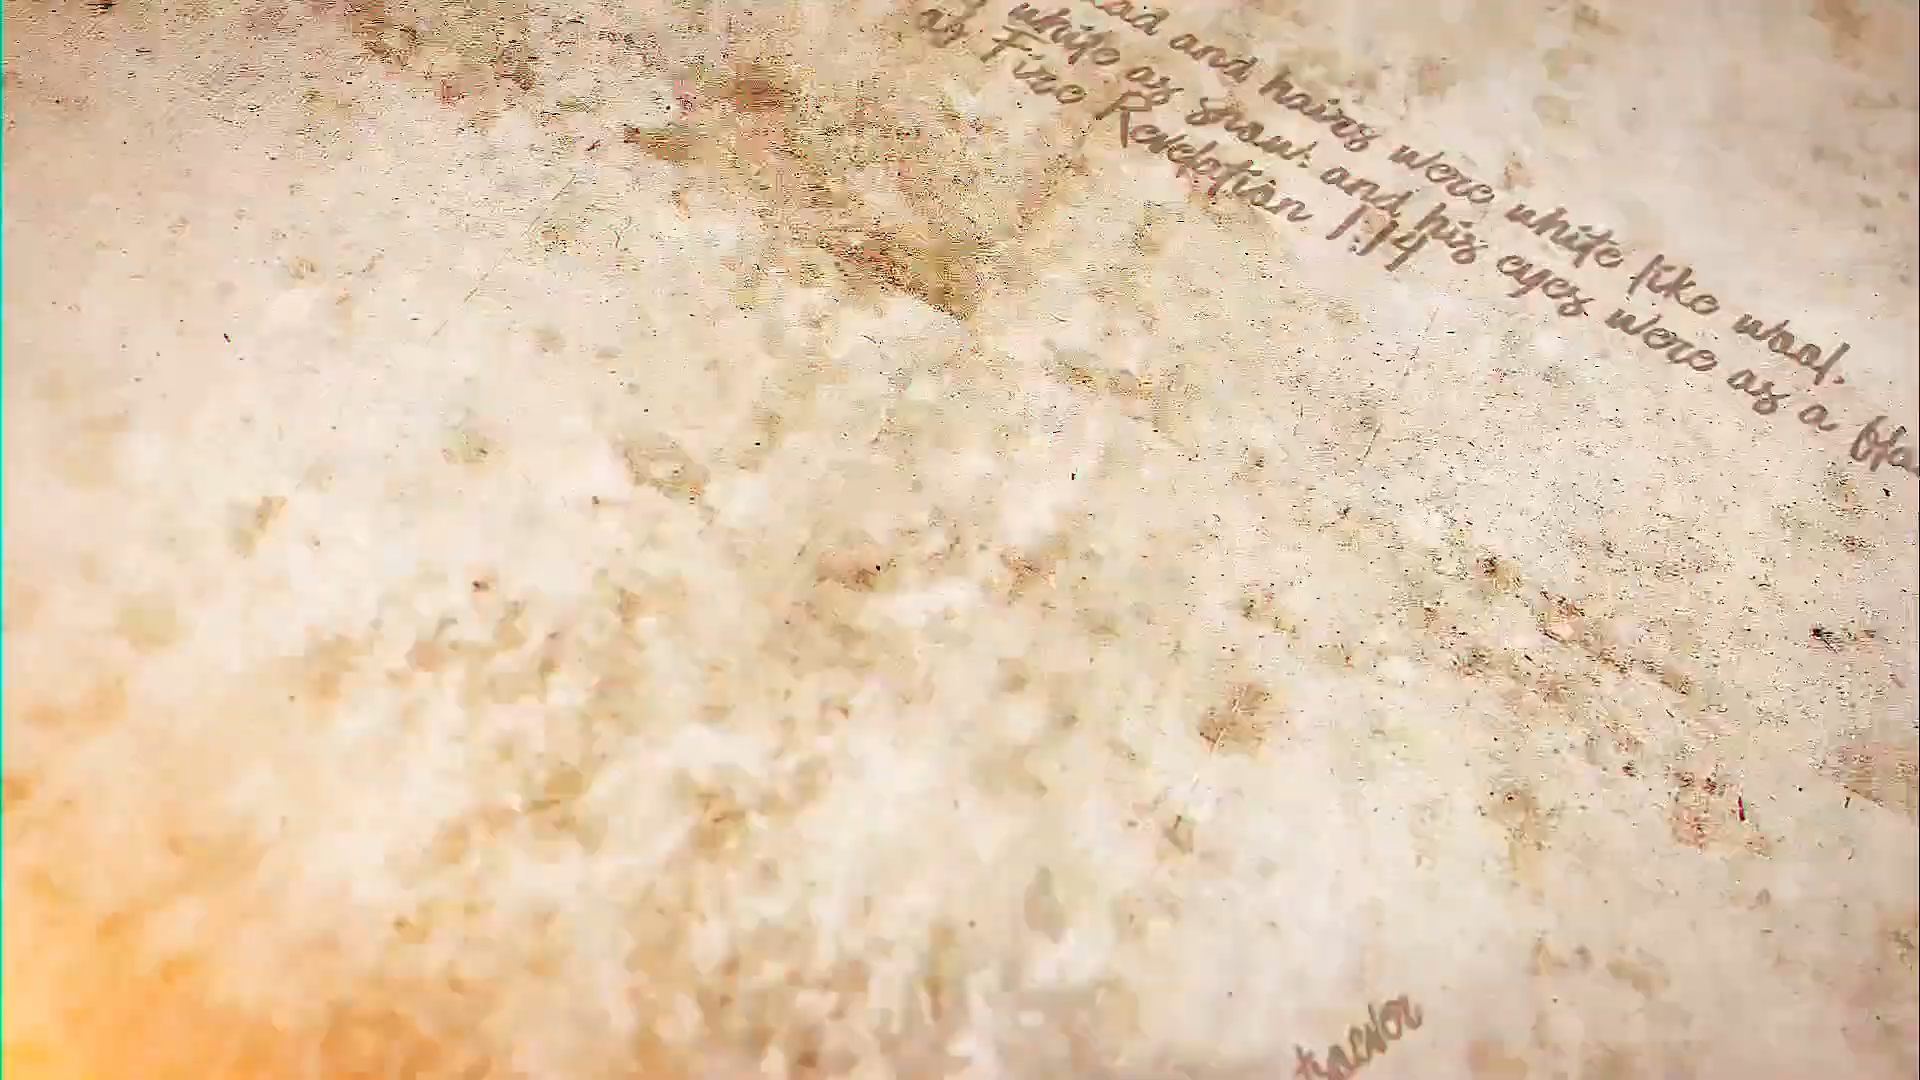 and hairs were white like wool,
white as snow: and his eyes were as a
as Fire Revelation 1:14